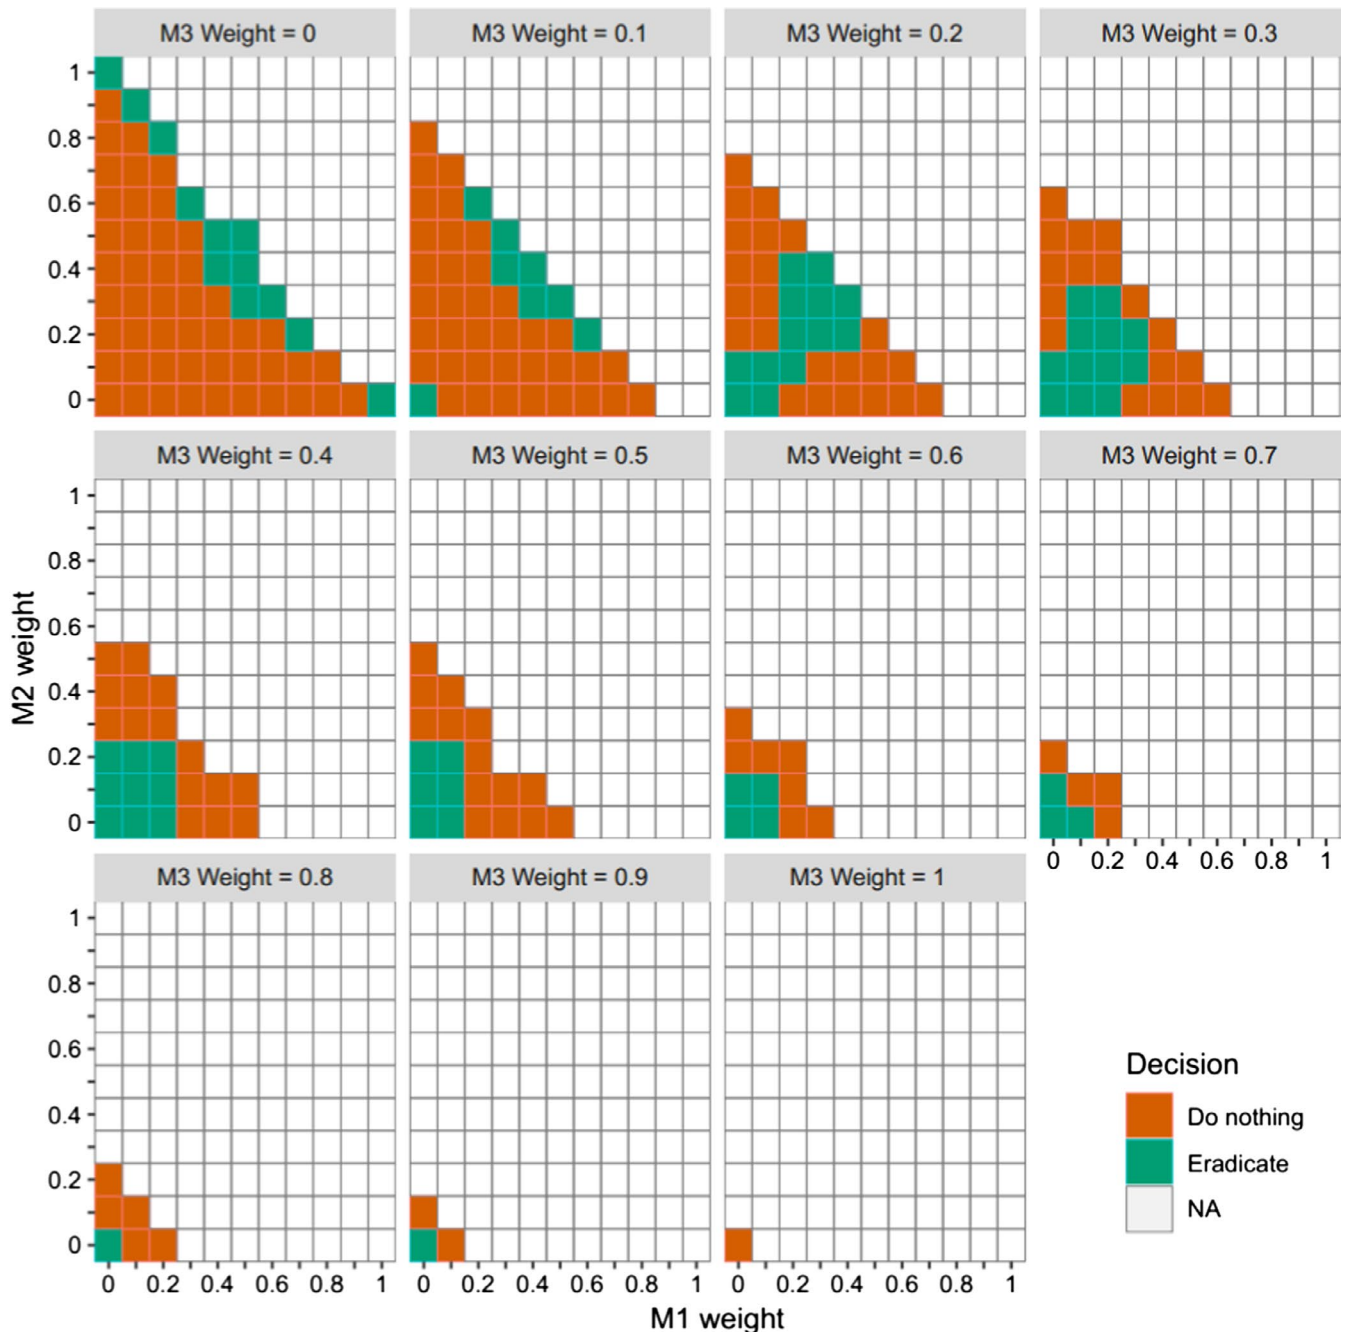 M3 Weight = 0 M3 Weight = 0.1 M3 Weight = 0.2 M3 Weight = 0.3
1
0.8
0.6
0.4
0.2
0
M3 Weight = 0.4 M3 Weight = 0.5 M3 Weight = 0.6 M3 Weight = 0.7
1
0.8
0.6
0.4
0.2
0
M2 weight
0 0.2 0.4 0.6 0.8 1
M3 Weight = 0.8 M3 Weight = 0.9 M3 Weight = 1
1
0.8
0.6
0.4
0.2
0
0 0.2 0.4 0.6 0.8 1 0 0.2 0.4 0.6 0.8 1 0 0.2 0.4 0.6 0.8 1
M1 weight
Decision
Do nothing
Eradicate
NA